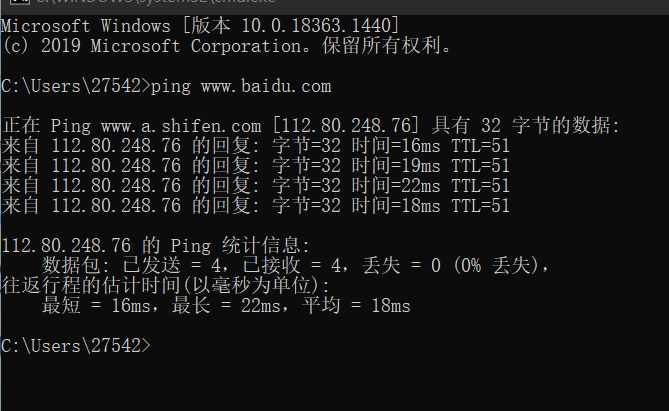 C:\WINDOWS\system32\cmd.exe
Microsoft Windows [版本 10.0.18363.1440]
(c) 2019 Microsoft Corporation。保留所有权利。
C:\Users\27542>ping www.baidu.com
正在 Ping www.a.shifen.com [112.80.248.76] 具有 32 字节的数据:
来自 112.80.248.76 的回复: 字节=32 时间=16ms TTL=51
来自 112.80.248.76 的回复: 字节=32 时间=19ms TTL=51
来自 112.80.248.76 的回复: 字节=32 时间=22ms TTL=51
来自 112.80.248.76 的回复: 字节=32 时间=18ms TTL=51
112.80.248.76 的 Ping 统计信息:
数据包: 已发送 = 4，已接收 = 4，丢失 = 0 (0% 丢失)，
往返行程的估计时间(以毫秒为单位):
最短 = 16ms，最长 = 22ms，平均 = 18ms
C:\Users\27542>